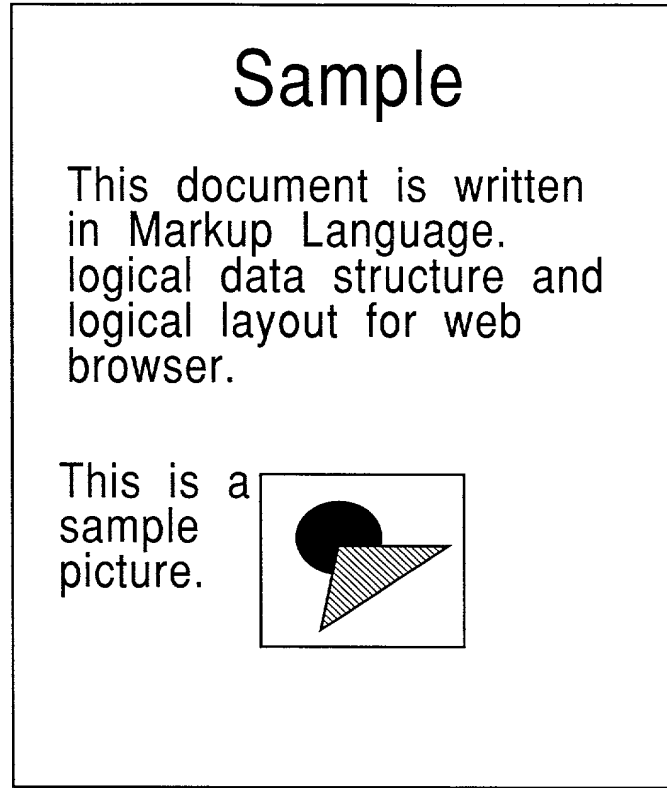 Sample
This document is written
in Markup Language.
logical data structure and
logical layout for web
browser.
This is a
sample
picture.